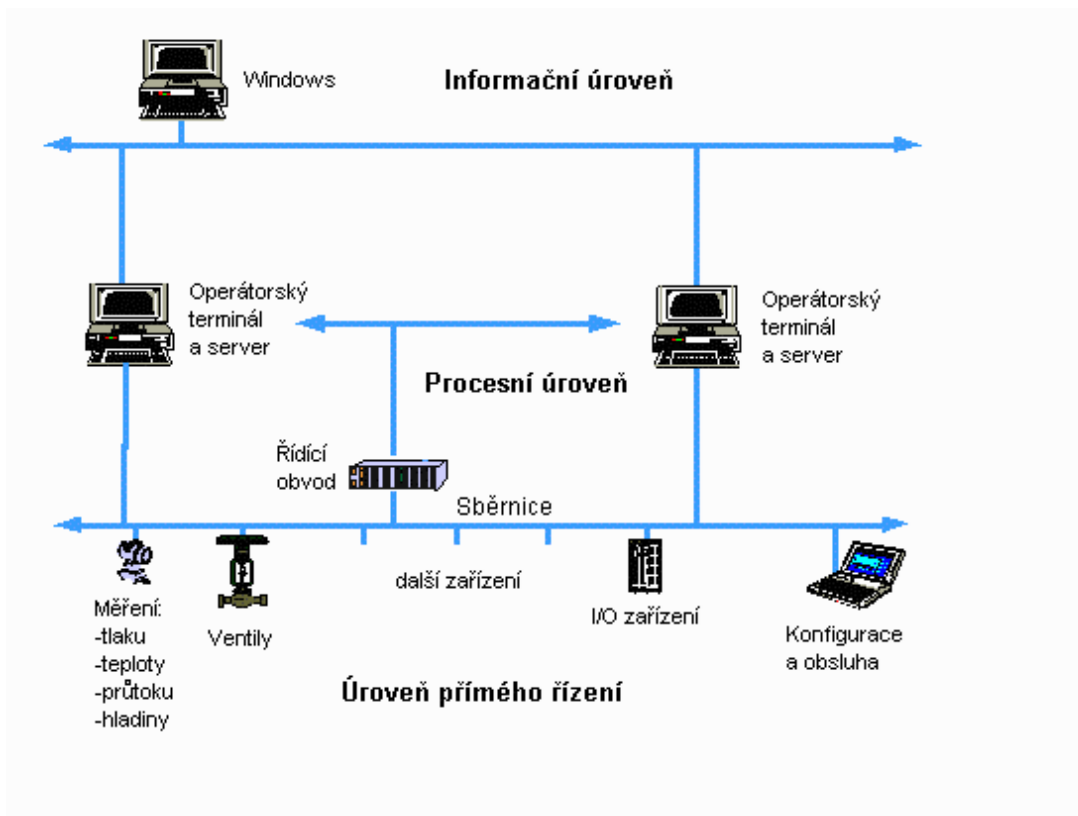 Windows
Informační úroveň
Operátorský
terminál
a server
Operátorský
terminál
a server
Procesní úroveň
Řídící
obvod
Sběrnice
Měření:
-tlaku
-teploty
-průtoku
-hladiny
Ventily
další zařízení
I/O zařízení
Konfigurace
a obsluha
Úroveň přímého řízení